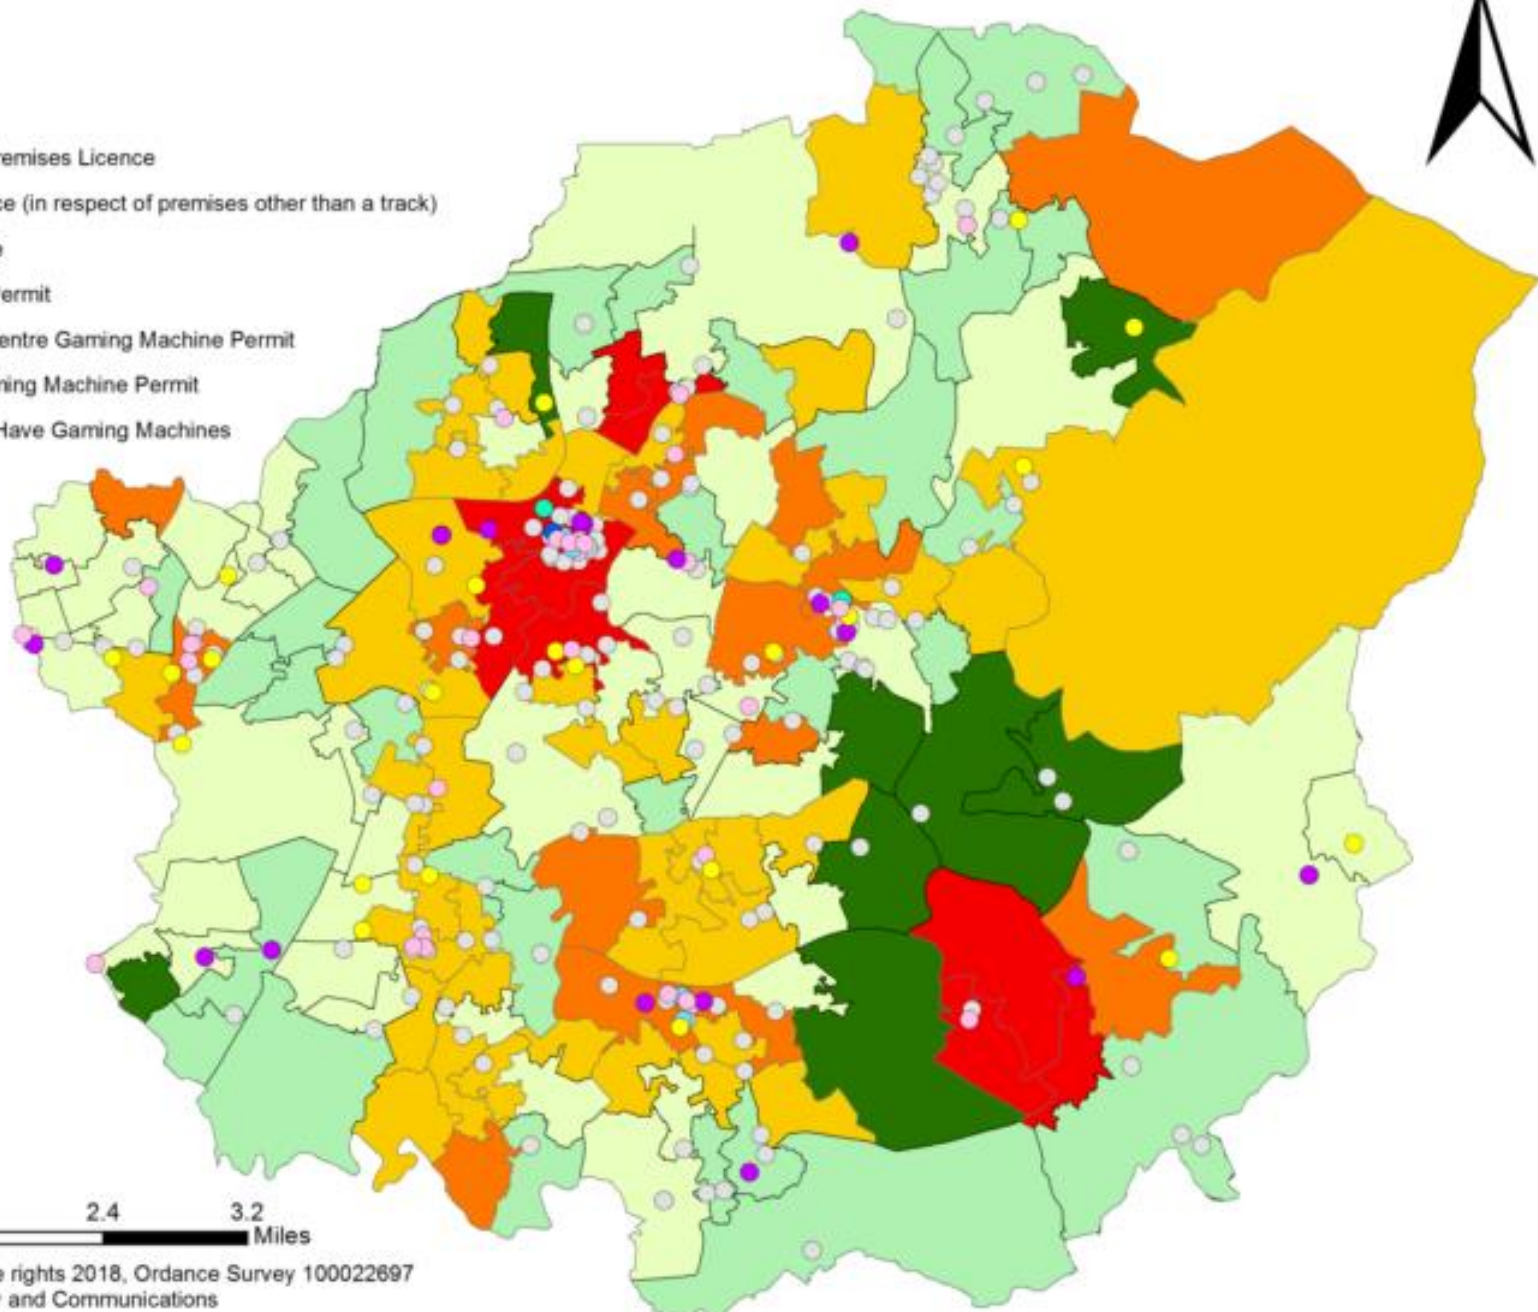 remises Licence
ce (in respect of premises other than a track)
ermit
entre Gaming Machine Permit
ning Machine Permit
Have Gaming Machines
2.4 3.2
Miles
e rights 2018, Ordance Survey 100022697
and Communications